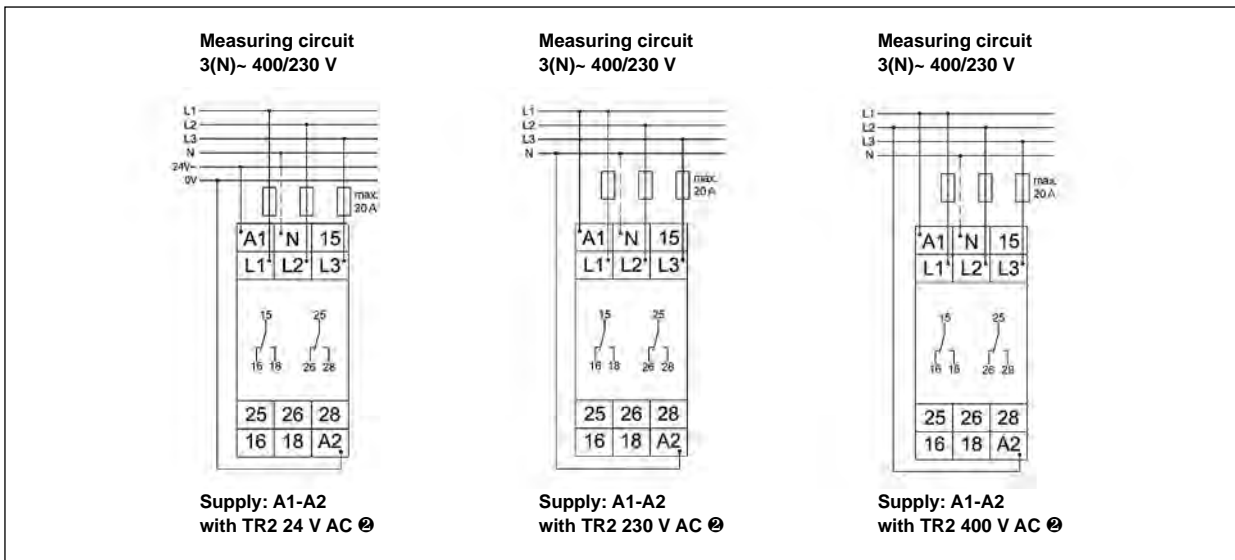 Measuring circuit
3(N)~ 400/230 V
L1
L2
L3
N
24V~
0V
max.
20 A
A1 N 15
L1 L2 L3
15 25
16 18 26 28
25 26 28
16 18 A2
Supply: A1-A2
with TR2 24 V AC ❷
Measuring circuit
3(N)~ 400/230 V
L1
L2
L3
N
max.
20 A
A1 N 15
L1 L2 L3
15 25
16 18 26 28
25 26 28
16 18 A2
Supply: A1-A2
with TR2 230 V AC ❷
Measuring circuit
3(N)~ 400/230 V
L1
L2
L3
N
max.
20 A
A1 N 15
L1 L2 L3
15 25
16 18 26 28
25 26 28
16 18 A2
Supply: A1-A2
with TR2 400 V AC ❷